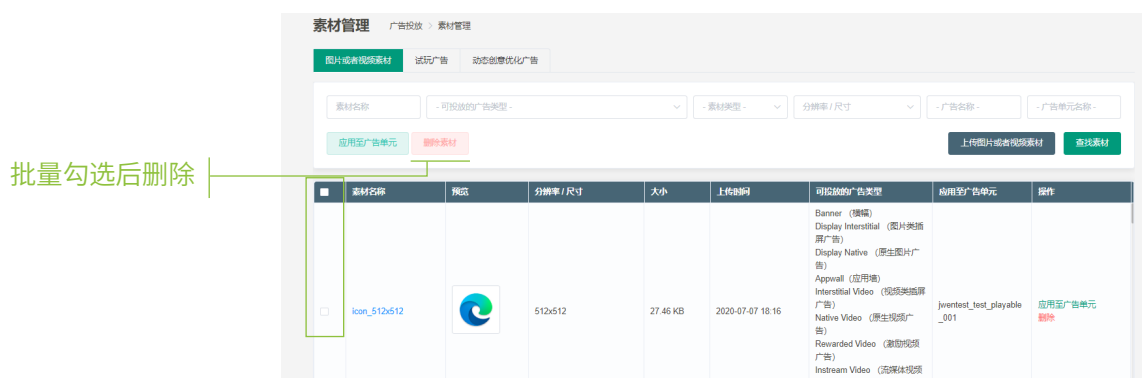 素材管理 广告投放 > 素材管理
图片或者视频素材 试玩广告 动态创意优化广告
素材名称 - 可投放的广告类型 - - 素材类型 - 分辨率 / 尺寸 - 广告名称 - - 广告单元名称 -
应用至广告单元 删除素材 上传图片或者视频素材 查找素材
批量勾选后删除
素材名称 预览 分辨率 / 尺寸 大小 上传时间 可投放的广告类型 应用至广告单元 操作
Banner (横幅)
Display Interstitial (图片类插
屏广告)
Display Native (原生图片广
告)
Appwall (应用墙)
Interstitial Video (视频类插屏
广告)
Native Video (原生视频广
告)
Rewarded Video (激励视频
广告)
Instream Video (流媒体视频
icon_512x512 512x512 27.46 KB 2020-07-07 18:16
jwentest_test_playable
_001
应用至广告单元
删除